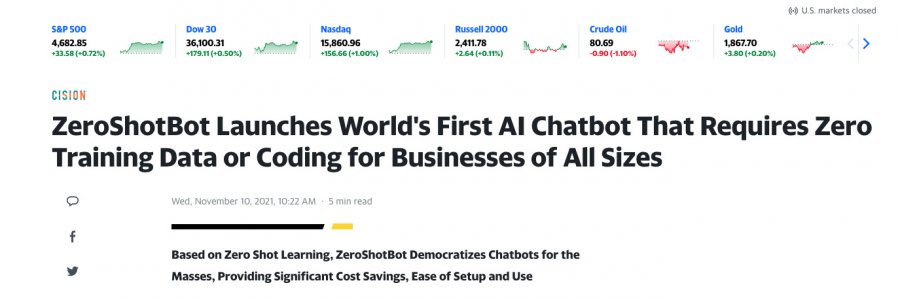 U.S. markets closed
S&P 500 Dow 30 Nasdaq Russell 2000 Crude Oil Gold
4,682.85 36,100.31 15,860.96 2,411.78 80.69 1,867.70
+33.58 (+0.72%) +179.11 (+0.50%) +156.66 (+1.00%) +2.64 (+0.11%) -0.90 (-1.10%) +3.80 (+0.20%)
CISION
ZeroShotBot Launches World's First AI Chatbot That Requires Zero
Training Data or Coding for Businesses of All Sizes
Wed, November 10, 2021, 10:22 AM · 5 min read
Based on Zero Shot Learning, ZeroShotBot Democratizes Chatbots for the
Masses, Providing Significant Cost Savings, Ease of Setup and Use